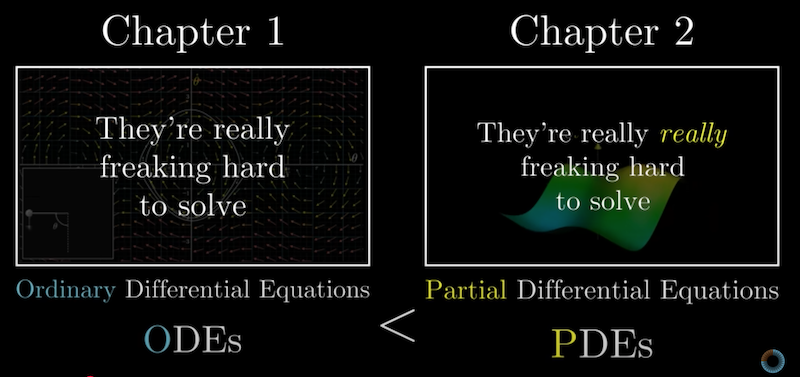 Chapter 1
Chapter 2
They're really
freaking hard
to solve
They're really really
freaking hard
to solve
Ordinary Differential Equations
Partial Differential Equations
<
ODEs
PDEs